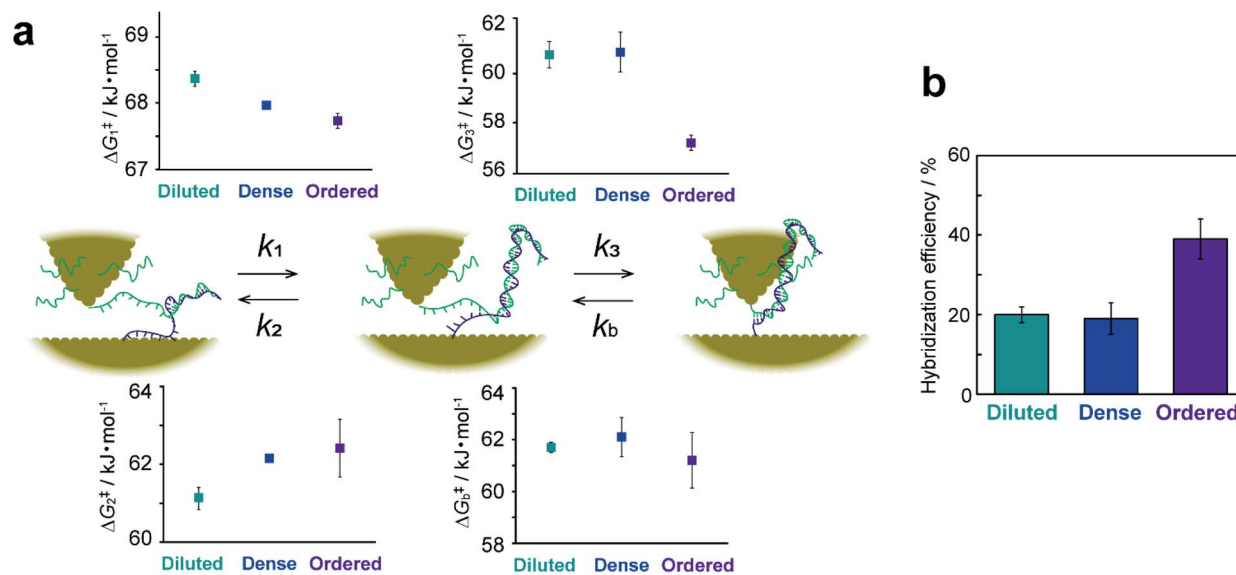 a
ΔG₁‡ / kJ•mol⁻¹
69
68
67
Diluted Dense Ordered
ΔG₃‡ / kJ•mol⁻¹
62
60
58
56
Diluted Dense Ordered
k₁
k₂
k₃
k_b
ΔG₂‡ / kJ•mol⁻¹
64
62
60
Diluted Dense Ordered
ΔG_b‡ / kJ•mol⁻¹
64
62
60
58
Diluted Dense Ordered
b
Hybridization efficiency / %
60
40
20
0
Diluted Dense Ordered